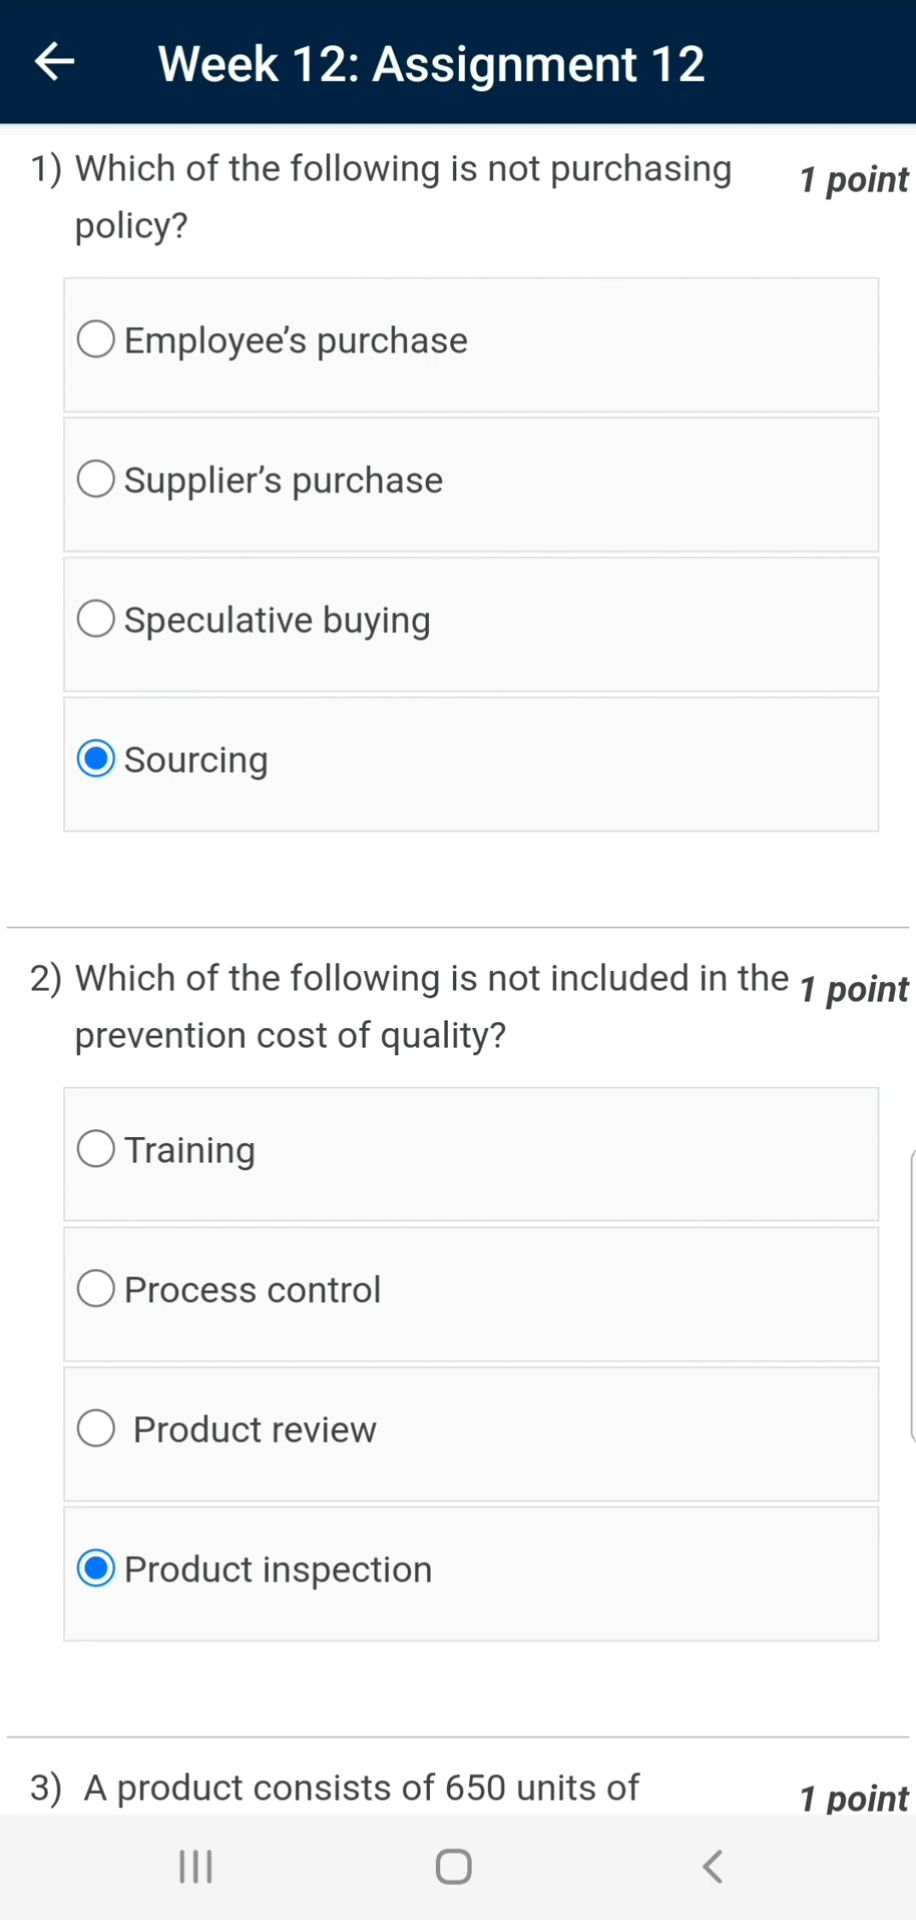 Week 12: Assignment 12
1) Which of the following is not purchasing
1 point
policy?
Employee’s purchase
Supplier’s purchase
Speculative buying
Sourcing
2) Which of the following is not included in the
1 point
prevention cost of quality?
Training
Process control
Product review
Product inspection
3) A product consists of 650 units of
1 point